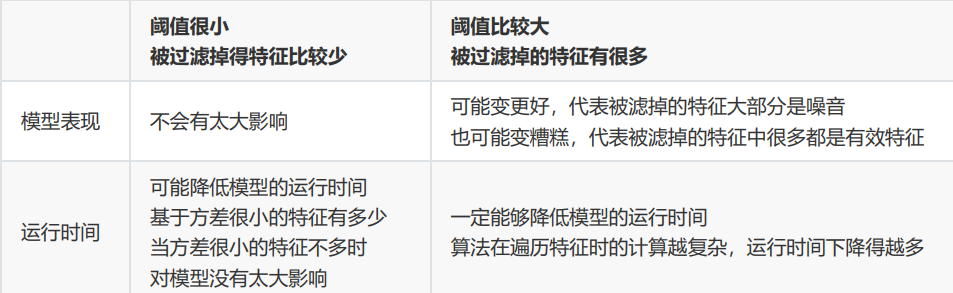 阈值很小
被过滤掉得特征比较少
阈值比较大
被过滤掉的特征有很多
模型表现
不会有太大影响
可能变更好，代表被滤掉的特征大部分是噪音
也可能变糟糕，代表被滤掉的特征中很多都是有效特征
运行时间
可能降低模型的运行时间
基于方差很小的特征有多少
当方差很小的特征不多时
对模型没有太大影响
一定能够降低模型的运行时间
算法在遍历特征时的计算越复杂，运行时间下降得越多